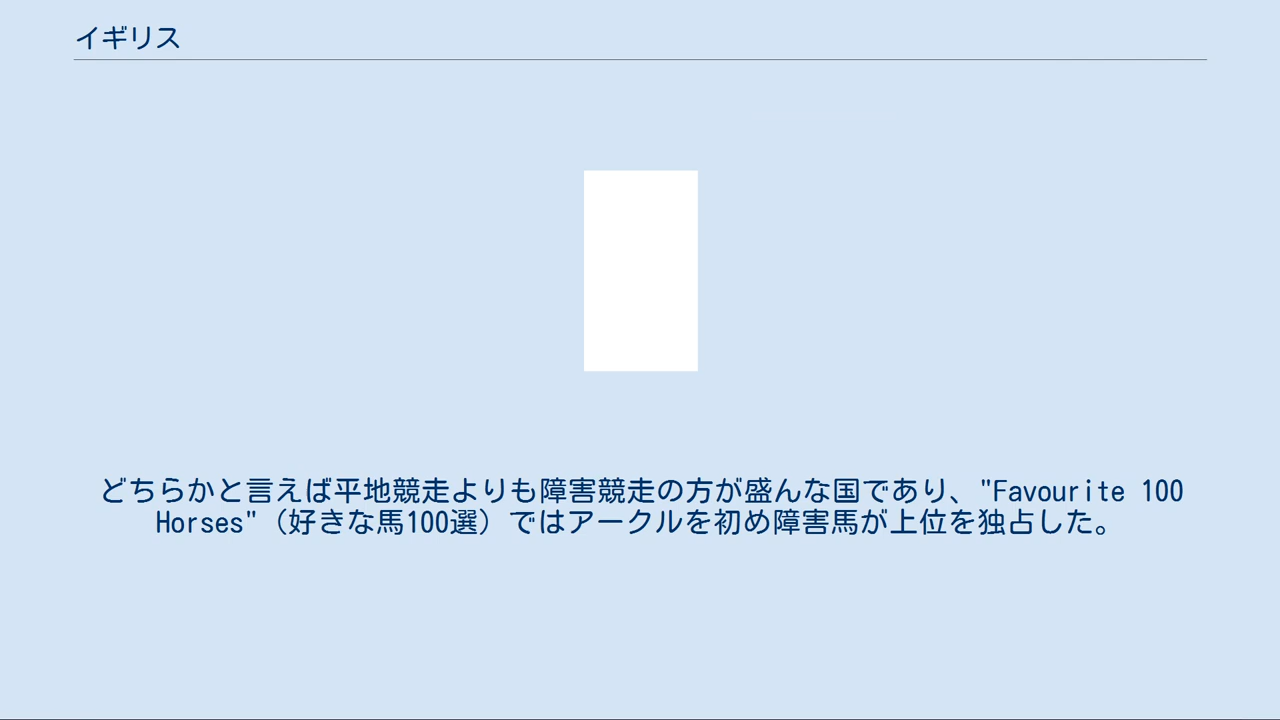 イギリス
どちらかと言えば平地競走よりも障害競走の方が盛んな国であり、"Favourite 100
Horses"（好きな馬100選）ではアークルを初め障害馬が上位を独占した。